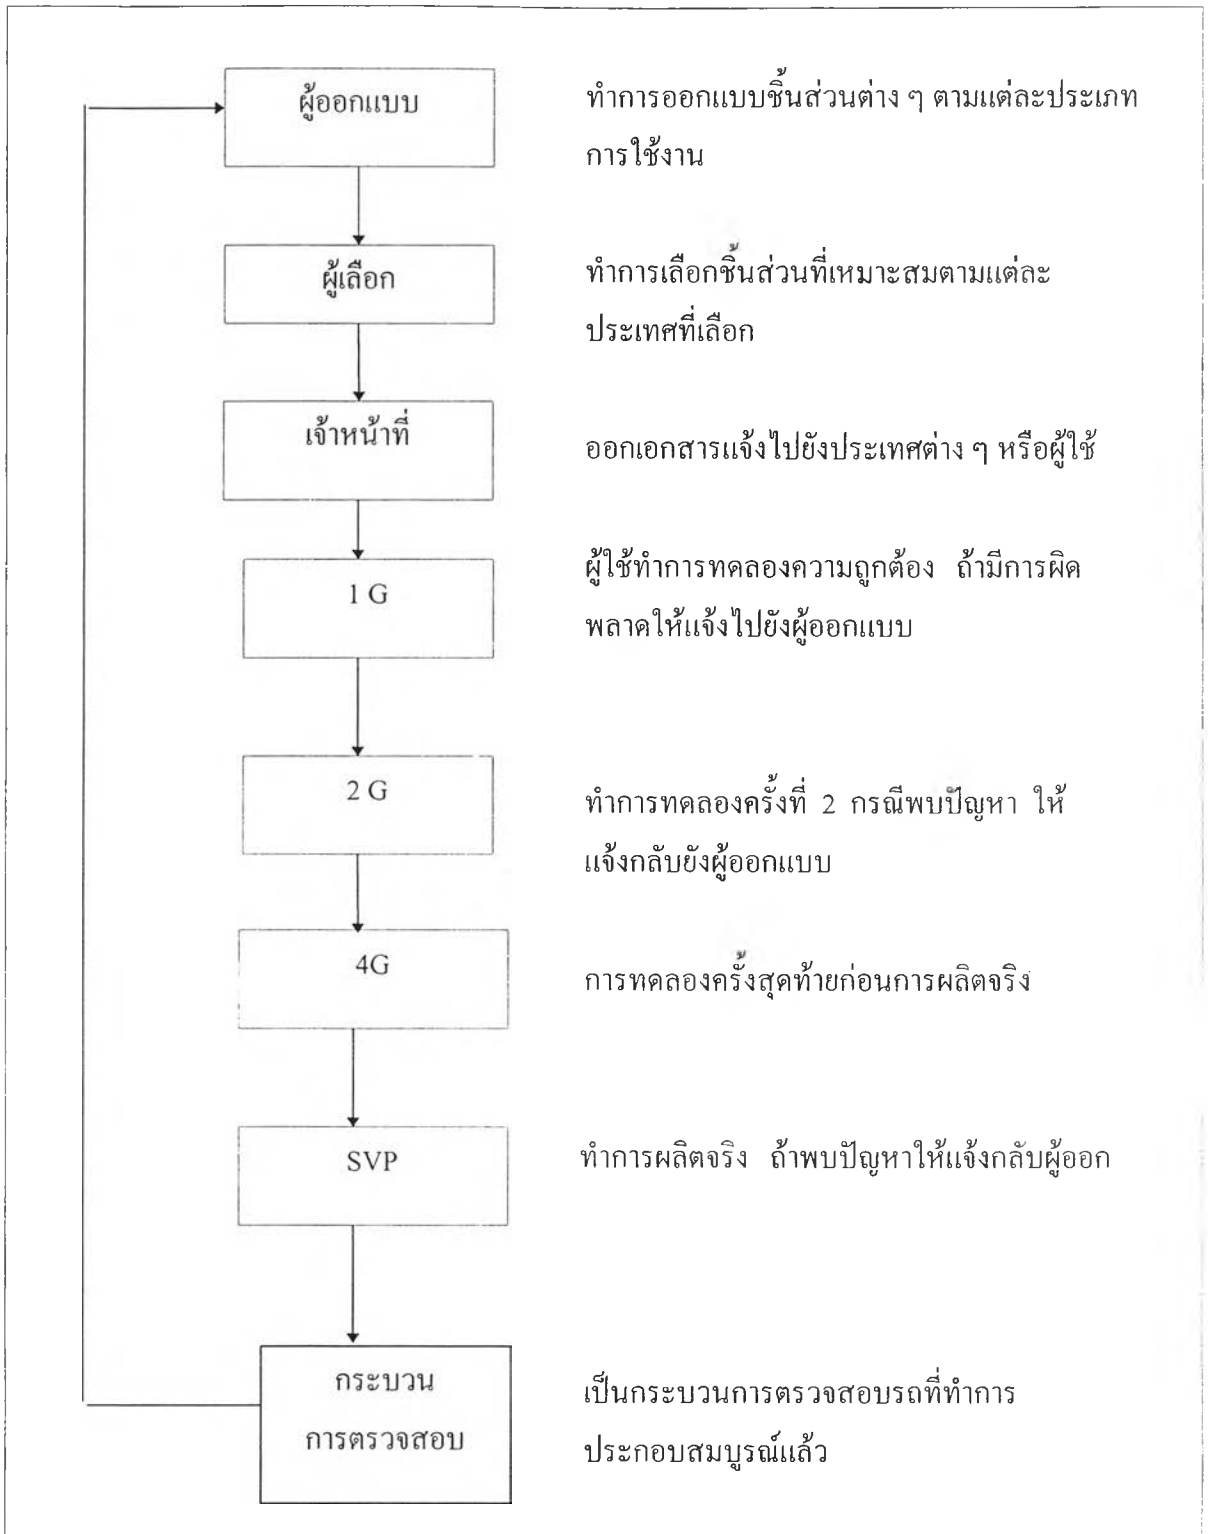 ผู้ออกแบบ
ทำการออกแบบชิ้นส่วนต่าง ๆ ตามแต่ละประเภท
การใช้งาน
ผู้เลือก
ทำการเลือกชิ้นส่วนที่เหมาะสมตามแต่ละ
ประเทศที่เลือก
เจ้าหน้าที่
ออกเอกสารแจ้งไปยังประเทศต่าง ๆ หรือผู้ใช้
1 G
ผู้ใช้ทำการทดลองความถูกต้อง ถ้ามีการผิด
พลาดให้แจ้งไปยังผู้ออกแบบ
2 G
ทำการทดลองครั้งที่ 2 กรณีพบปัญหา ให้
แจ้งกลับยังผู้ออกแบบ
4G
การทดลองครั้งสุดท้ายก่อนการผลิตจริง
SVP
ทำการผลิตจริง ถ้าพบปัญหาให้แจ้งกลับผู้ออก
กระบวน
การตรวจสอบ
เป็นกระบวนการตรวจสอบรถที่ทำการ
ประกอบสมบูรณ์แล้ว